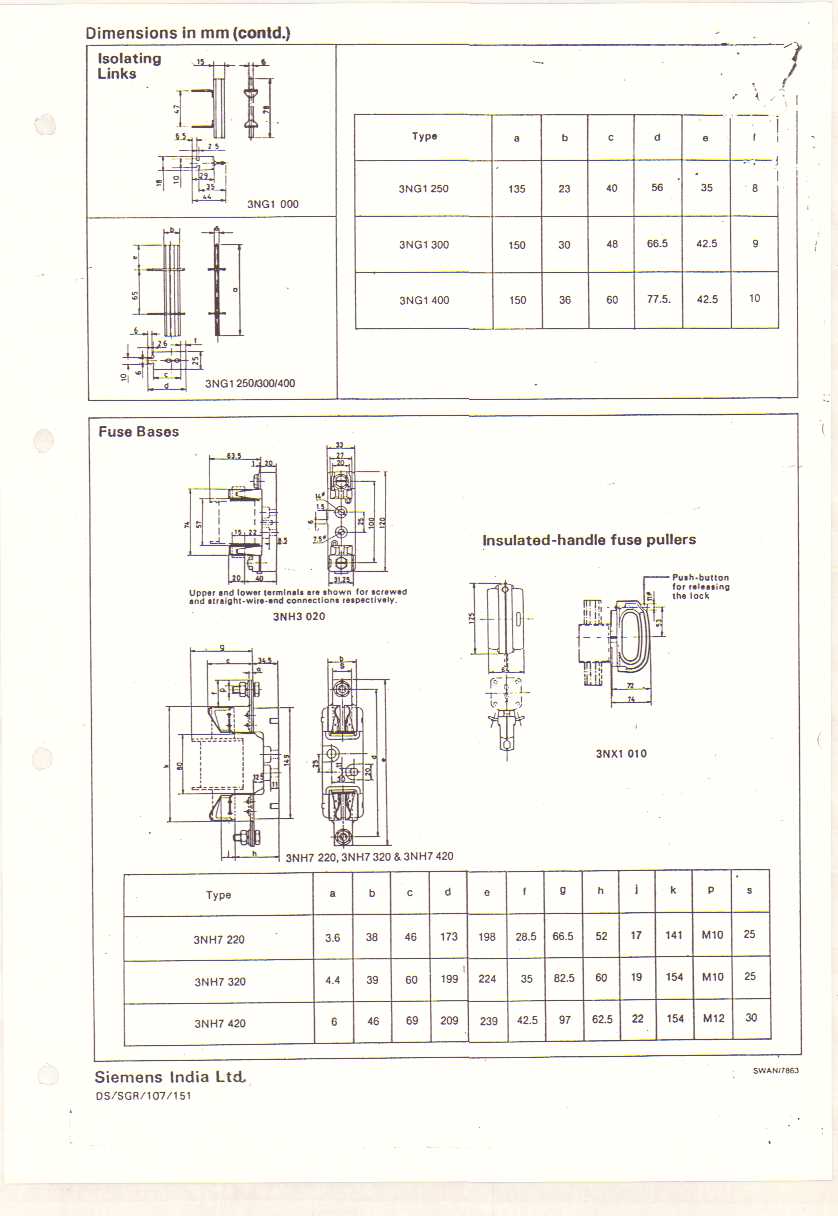 Dimensions in mm (contd.)
Isolating
Links
15 6
47
78
6.5
2.5
18
10
29
35
44
3NG1 000
b
e
65
a
6
26 f
25
10
6
c
d
3NG1 250/300/400
Type a b c d e f
3NG1 250 135 23 40 56 35 8
3NG1 300 150 30 48 66.5 42.5 9
3NG1 400 150 36 60 77.5. 42.5 10
Fuse Bases
63.5
1 20
74
57
15 22
8.5
20 40
33
27
20
14ø
1.5
6
7.5ø
25
100
120
31.25
Upper and lower terminals are shown for screwed
and straight-wire-end connections respectively.
3NH3 020
Insulated-handle fuse pullers
125
Push-button
for releasing
the lock
53
72
74
3NX1 010
g
c 34.5
a
f
p
k
80
149
12.5
11
j h
b
s
25
11
30
20
d
e
3NH7 220, 3NH7 320 & 3NH7 420
Type a b c d e f g h j k p s
3NH7 220 3.6 38 46 173 198 28.5 66.5 52 17 141 M10 25
3NH7 320 4.4 39 60 199 224 35 82.5 60 19 154 M10 25
3NH7 420 6 46 69 209 239 42.5 97 62.5 22 154 M12 30
Siemens India Ltd.
SWAN/7863
DS/SGR/107/151